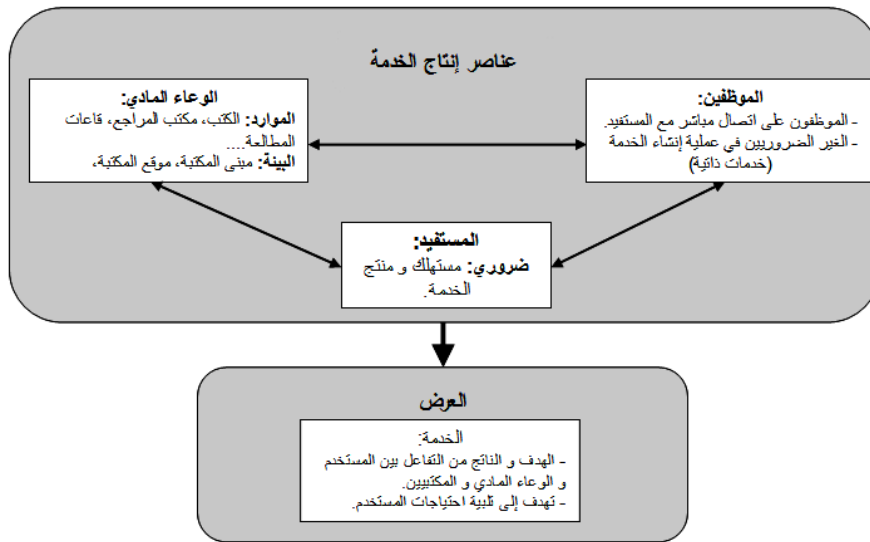 عناصر إنتاج الخدمة
الوعاء المادي:
الموارد: الكتب، مكتب المراجع، قاعات
المطالعة....
البيئة: مبنى المكتبة، موقع المكتبة،
الموظفين:
- الموظفون على اتصال مباشر مع المستفيد.
- الغير الضروريين في عملية إنشاء الخدمة
(خدمات ذاتية)
المستفيد:
ضروري: مستهلك و منتج
الخدمة.
العرض
الخدمة:
- الهدف و الناتج من التفاعل بين المستخدم
و الوعاء المادي و المكتبيين.
- تهدف إلى تلبية احتياجات المستخدم.